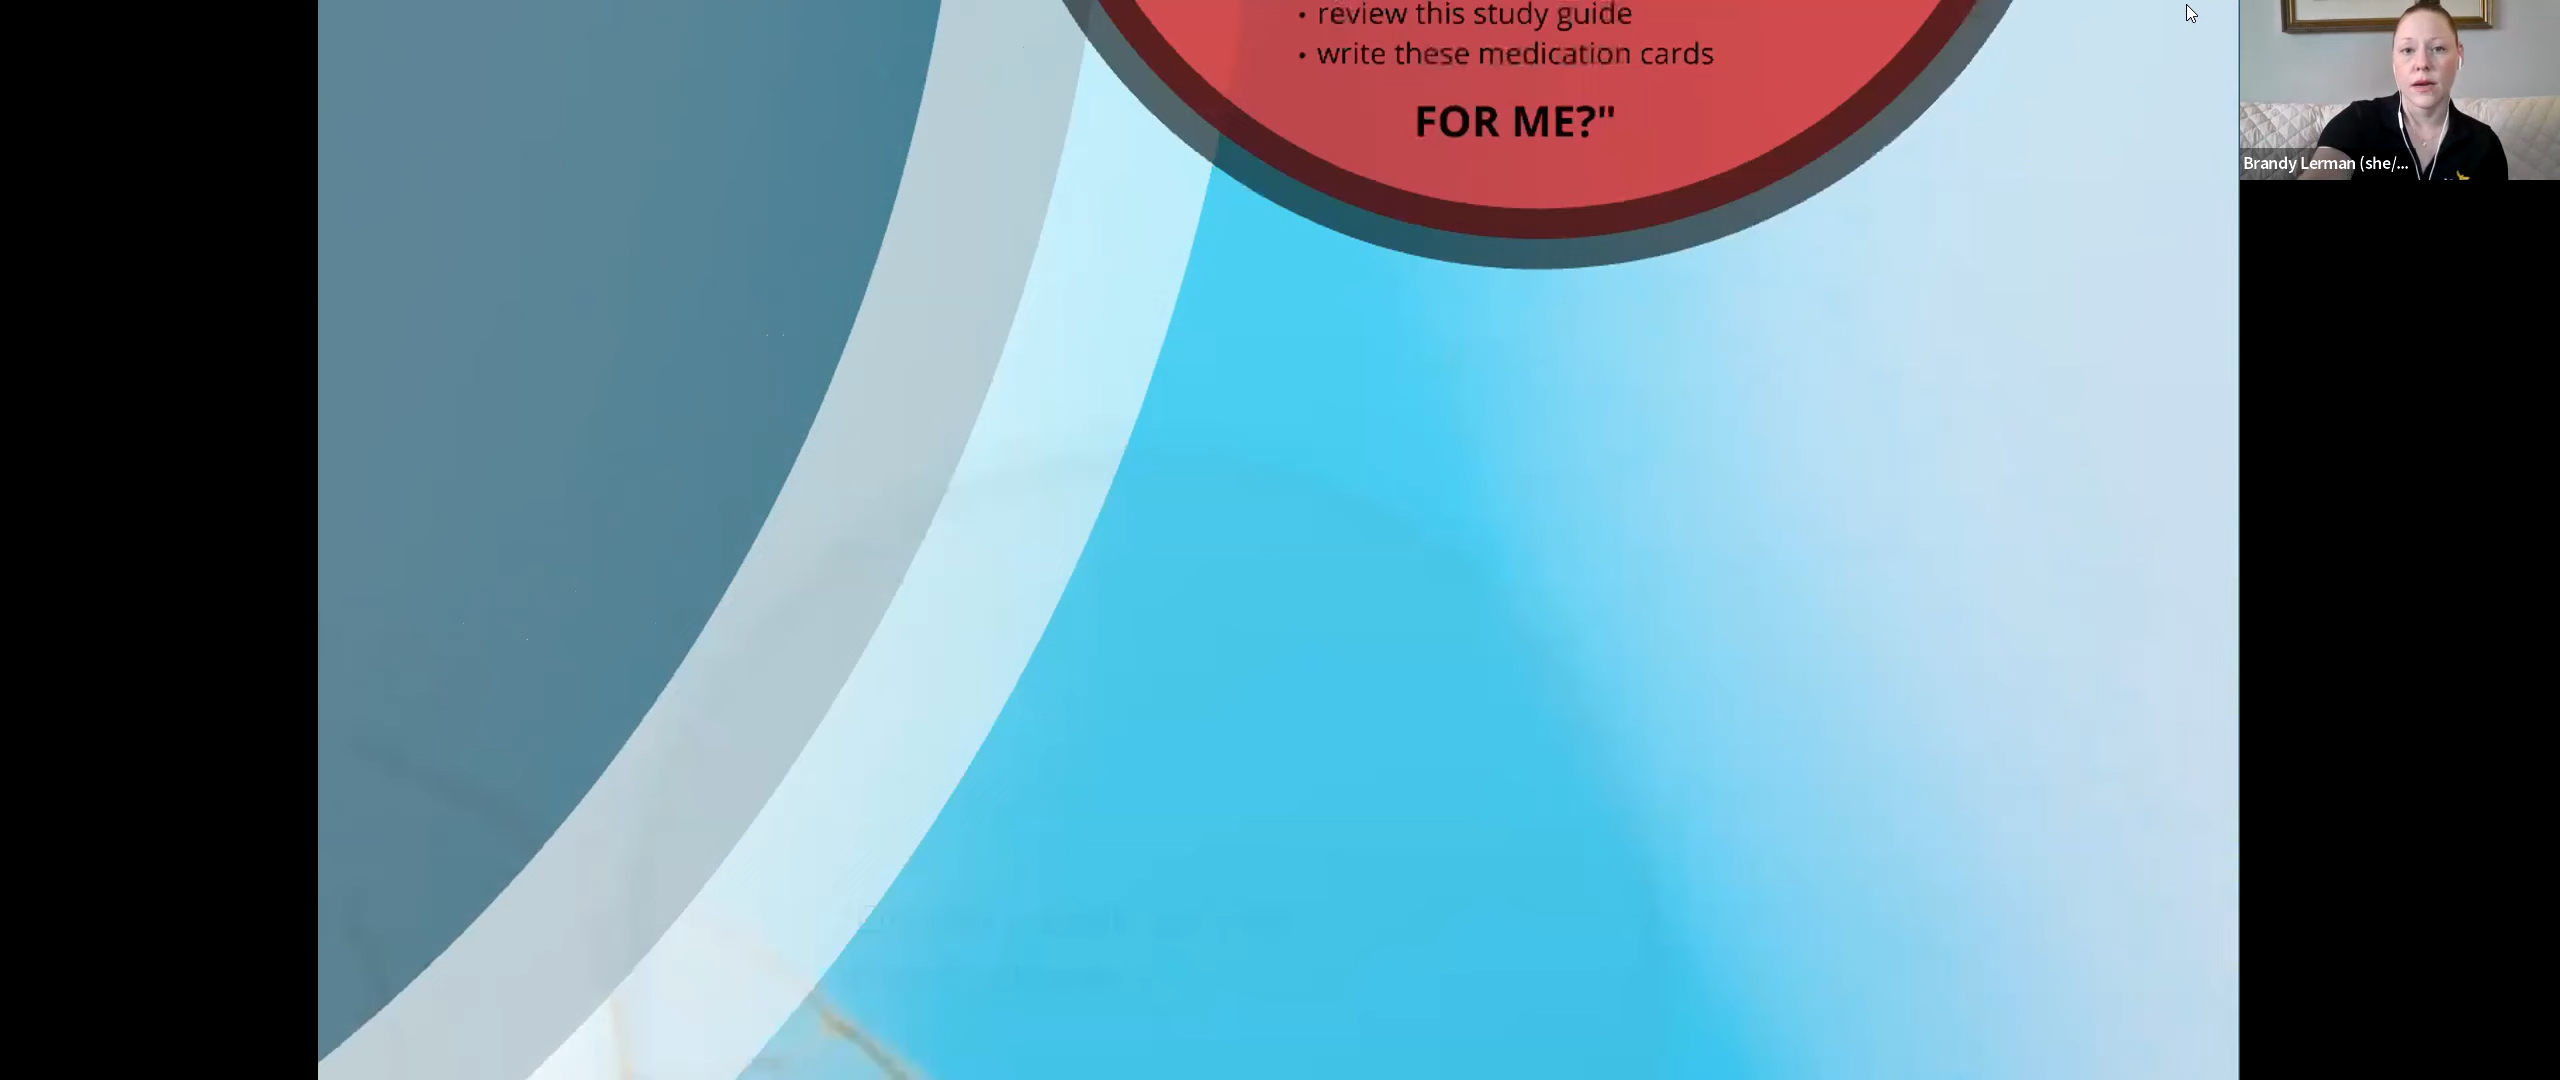 • review this study guide
• write these medication cards
FOR ME?"
Brandy Lerman (she/...